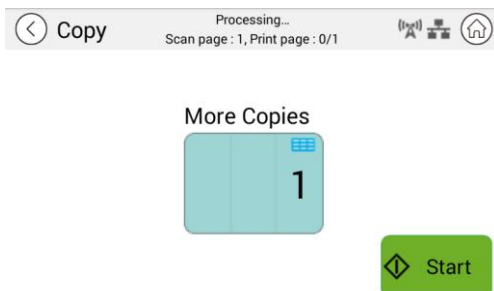 Copy
Processing...
Scan page : 1, Print page : 0/1
More Copies
1
Start